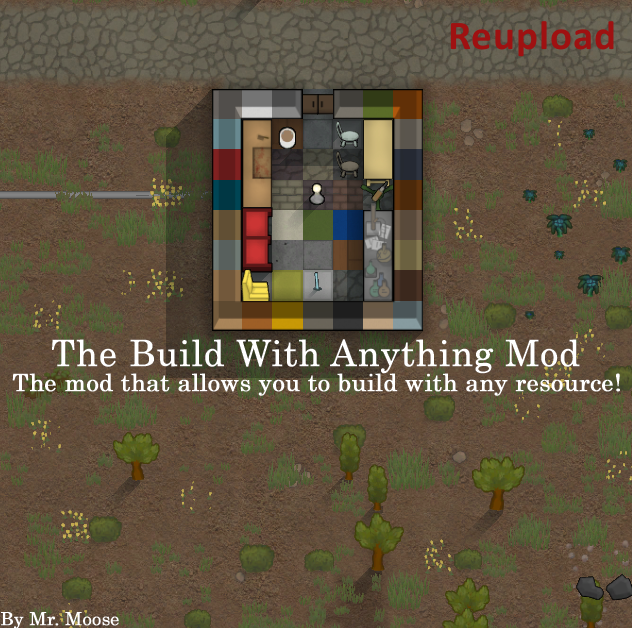 Reupload
The Build With Anything Mod
The mod that allows you to build with any resource!
By Mr. Moose